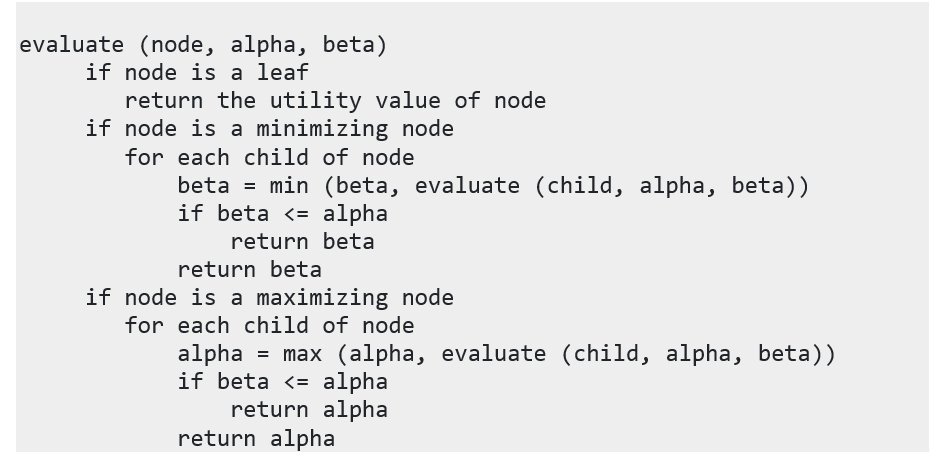 evaluate (node, alpha, beta)
     if node is a leaf
        return the utility value of node
     if node is a minimizing node
        for each child of node
            beta = min (beta, evaluate (child, alpha, beta))
            if beta <= alpha
                return beta
            return beta
     if node is a maximizing node
        for each child of node
            alpha = max (alpha, evaluate (child, alpha, beta))
            if beta <= alpha
                return alpha
            return alpha